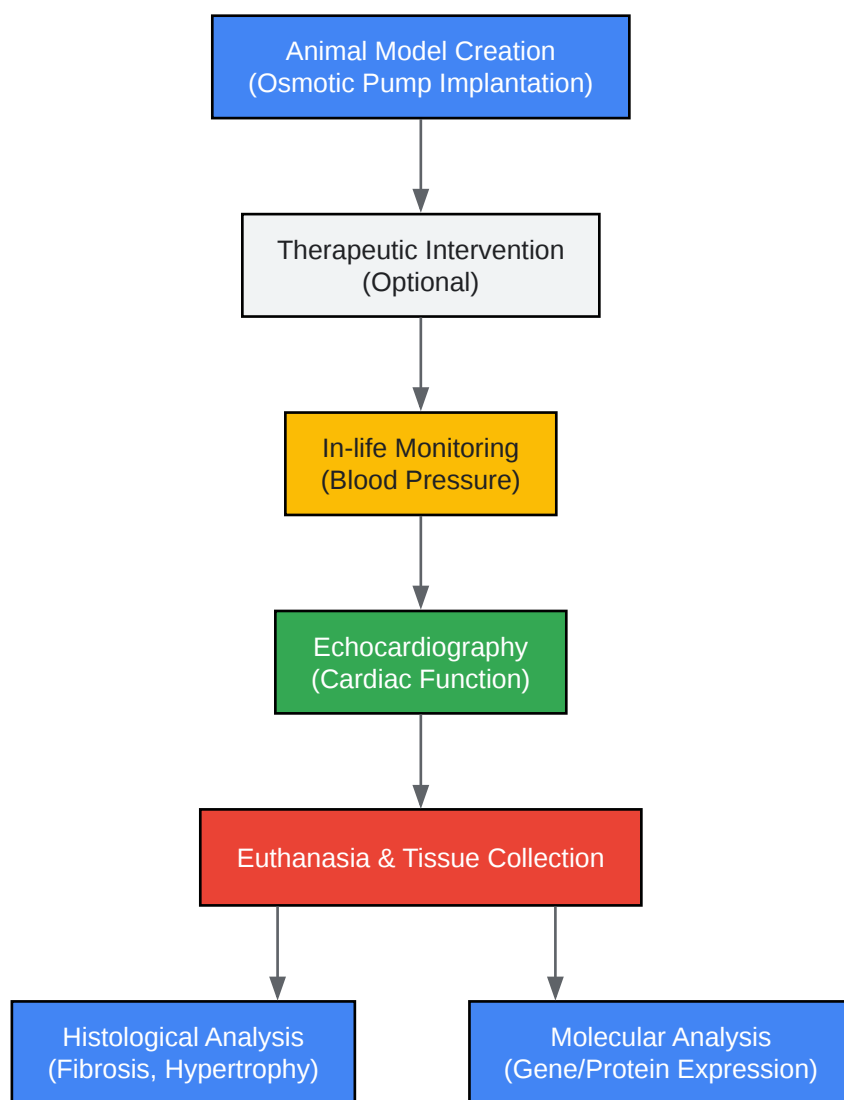 Animal Model Creation
(Osmotic Pump Implantation)
Therapeutic Intervention
(Optional)
In-life Monitoring
(Blood Pressure)
Echocardiography
(Cardiac Function)
Euthanasia & Tissue Collection
Histological Analysis
(Fibrosis, Hypertrophy)
Molecular Analysis
(Gene/Protein Expression)